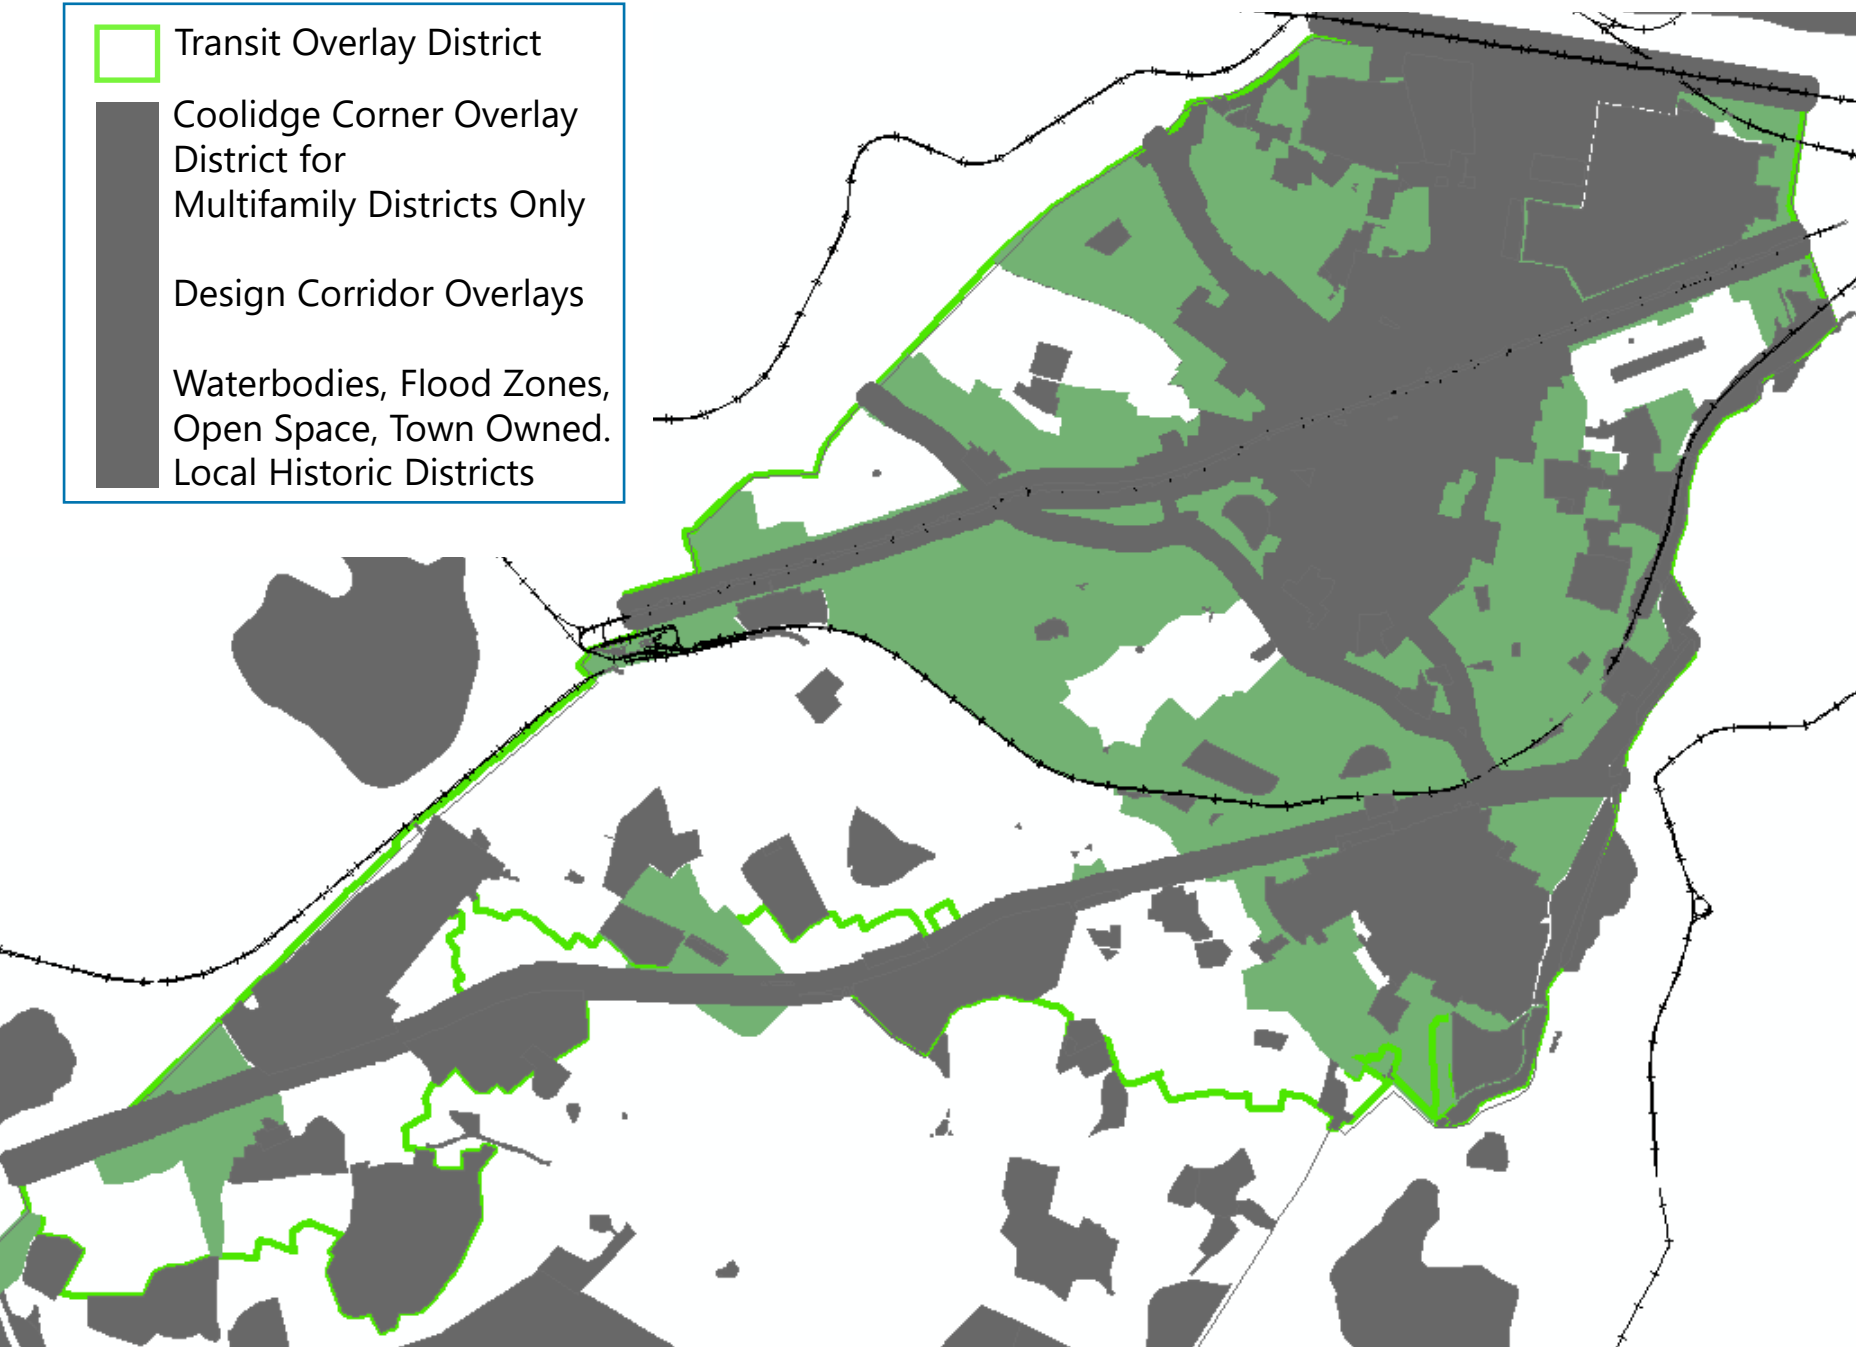 Transit Overlay District
Coolidge Corner Overlay
District for
Multifamily Districts Only
Design Corridor Overlays
Waterbodies, Flood Zones,
Open Space, Town Owned.
Local Historic Districts